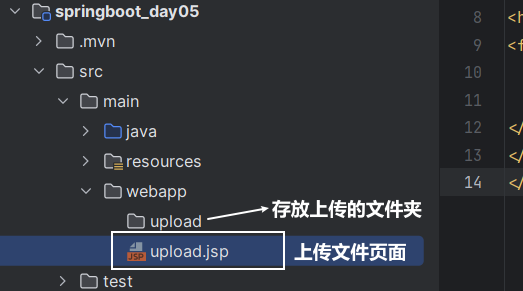 springboot_day05
.mvn
src
main
java
resources
webapp
upload
存放上传的文件夹
JSP upload.jsp
上传文件页面
test
8 <h
9 <f
10
11
12 </
13 </
14 </